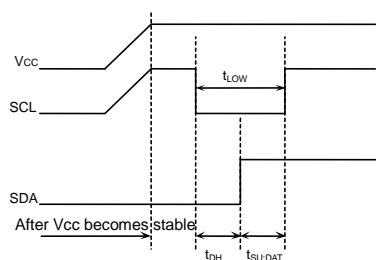 VCC
tLOW
SCL
SDA
After Vcc becomes stable
tDH
tSU:DAT